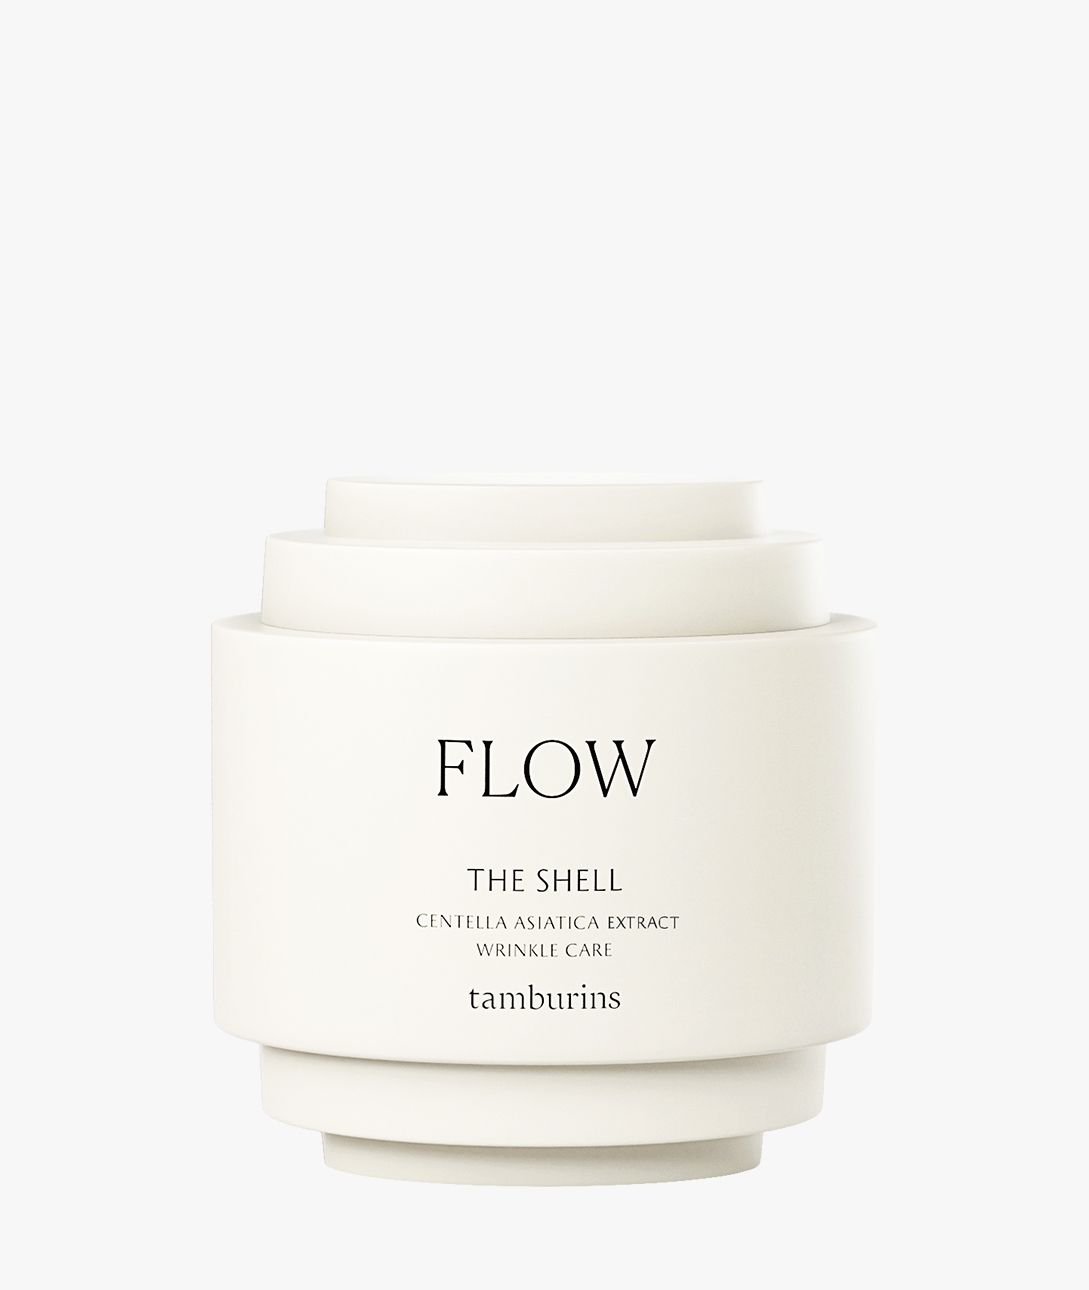 FLOW
THE SHELL
CENTELLA ASIATICA EXTRACT
WRINKLE CARE
tamburins